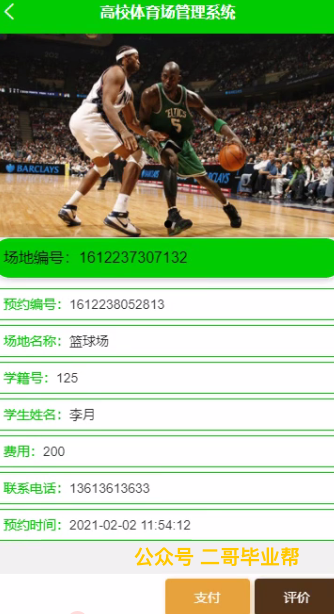 高校体育场管理系统
BARCLAYS
BARCLAYS
CELTICS
5
场地编号：1612237307132
预约编号：1612238052813
场地名称：篮球场
学籍号：125
学生姓名：李月
费用：200
联系电话：13613613633
预约时间：2021-02-02 11:54:12
公众号 二哥毕业帮
支付
评价